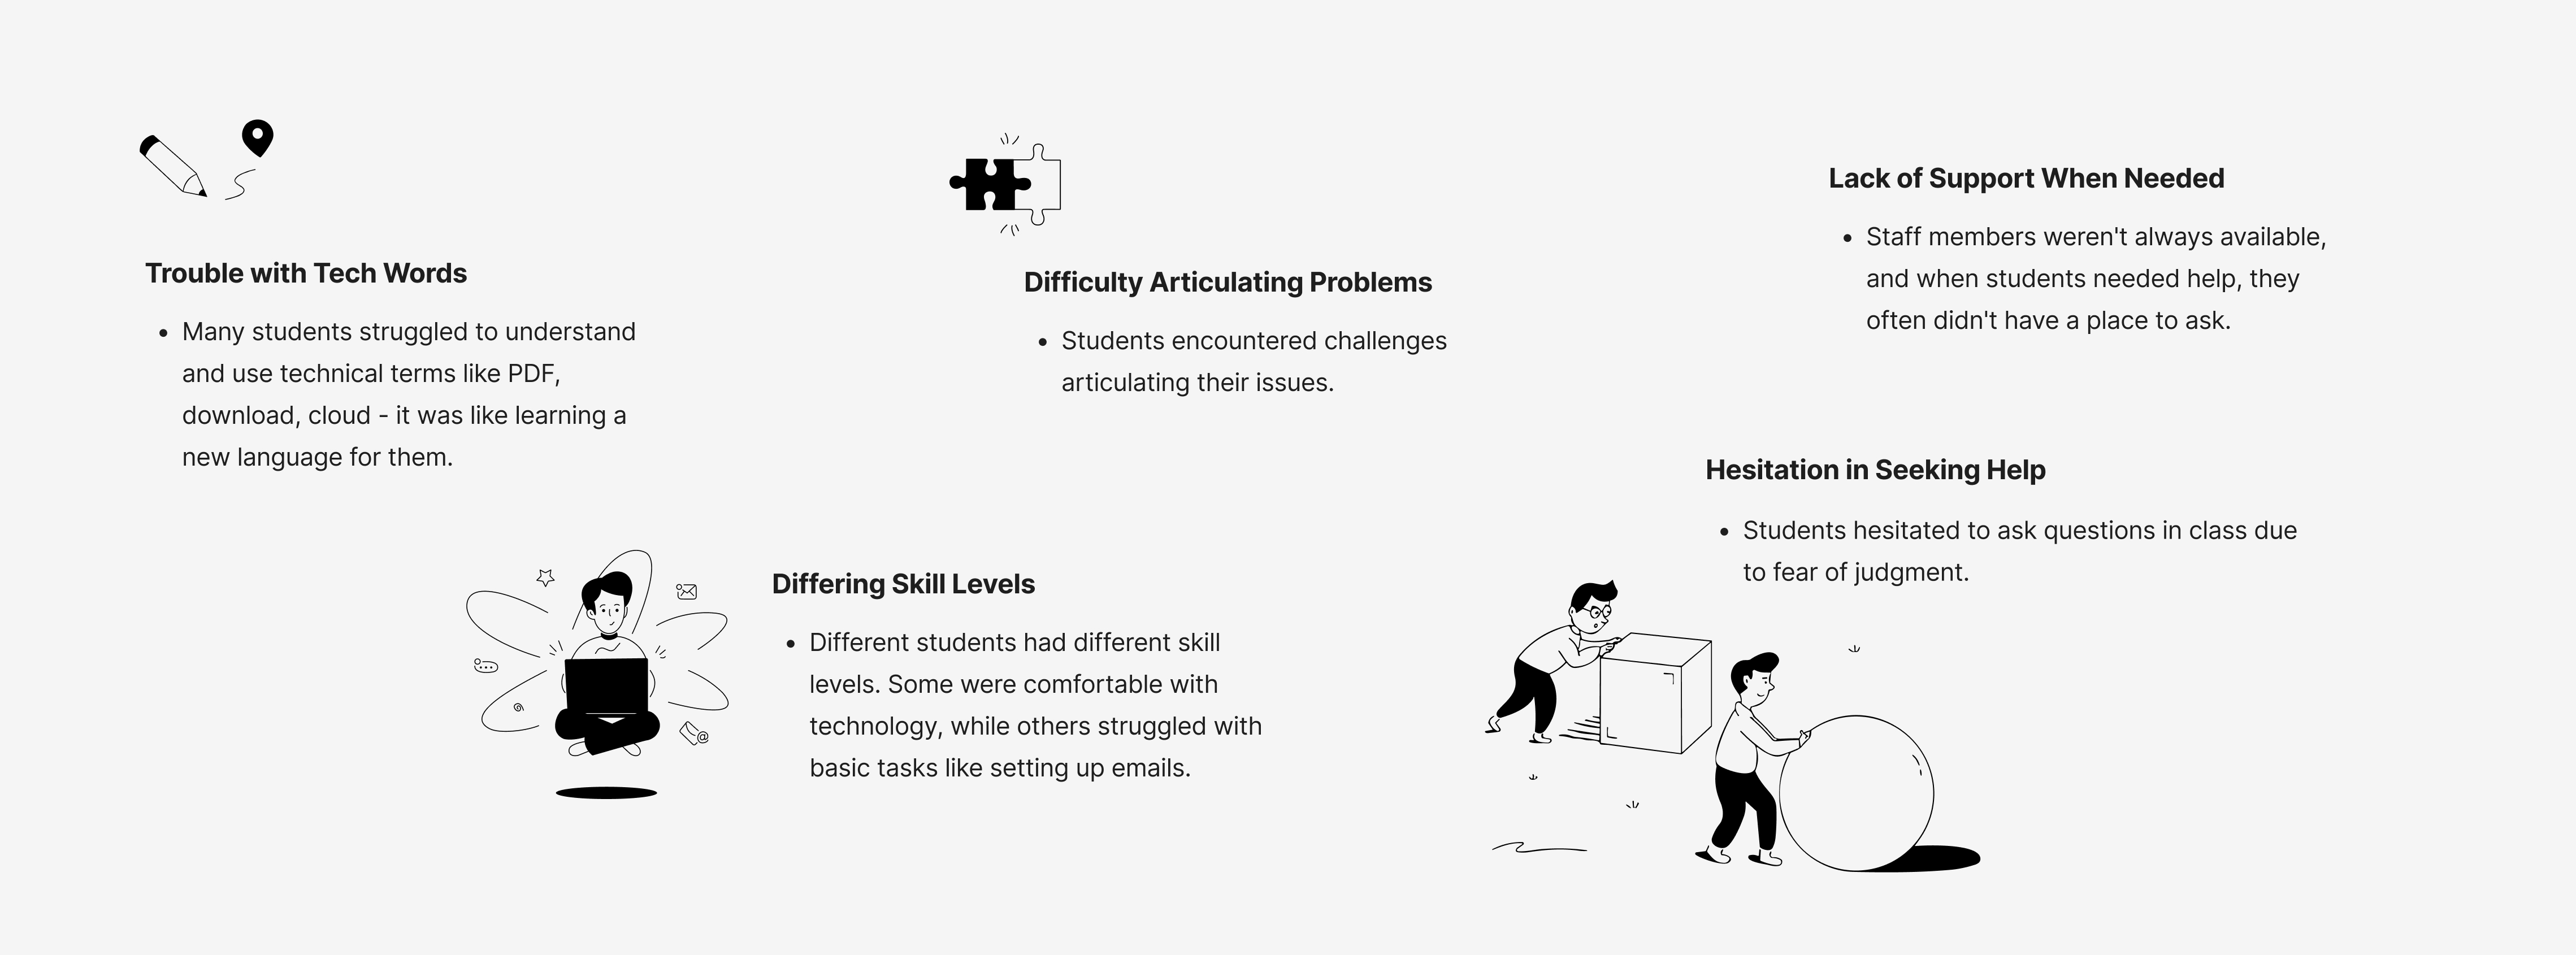 Trouble with Tech Words
• Many students struggled to understand
and use technical terms like PDF,
download, cloud - it was like learning a
new language for them.
Difficulty Articulating Problems
• Students encountered challenges
articulating their issues.
Lack of Support When Needed
• Staff members weren't always available,
and when students needed help, they
often didn't have a place to ask.
Differing Skill Levels
• Different students had different skill
levels. Some were comfortable with
technology, while others struggled with
basic tasks like setting up emails.
Hesitation in Seeking Help
• Students hesitated to ask questions in class due
to fear of judgment.